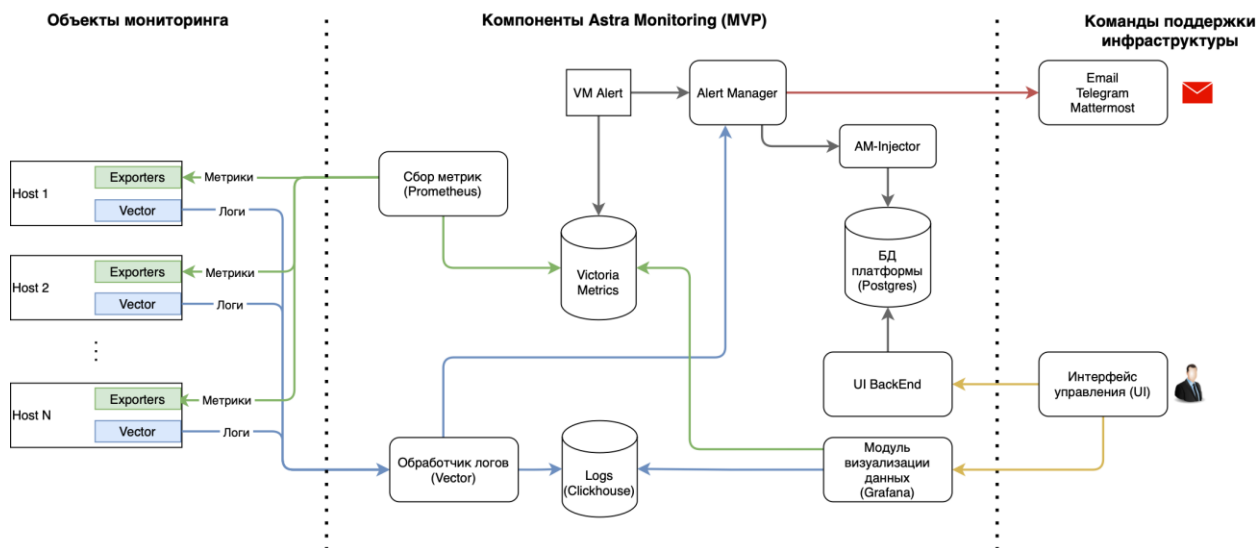 Объекты мониторинга
Компоненты Astra Monitoring (MVP)
Команды поддержки
инфраструктуры
VM Alert
Alert Manager
Email
Telegram
Mattermost
AM-Injector
Host 1
Exporters
Метрики
Vector
Логи
Сбор метрик
(Prometheus)
Host 2
Exporters
Метрики
Vector
Логи
Victoria
Metrics
БД
платформы
(Postgres)
Host N
Exporters
Метрики
Vector
Логи
UI BackEnd
Интерфейс
управления (UI)
Обработчик логов
(Vector)
Logs
(Clickhouse)
Модуль
визуализации
данных
(Grafana)